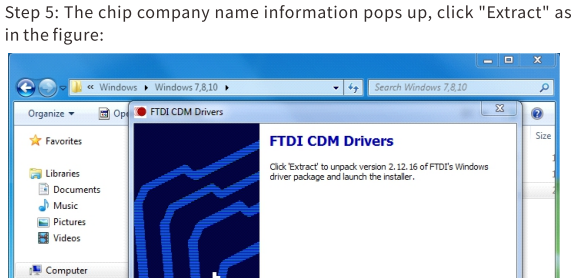 Step 5: The chip company name information pops up, click "Extract" as
in the figure:
« Windows ▸ Windows 7,8,10 ▸
Search Windows 7,8,10
Organize
FTDI CDM Drivers
Favorites
Size
FTDI CDM Drivers
Click 'Extract' to unpack version 2.12.16 of FTDI's Windows
driver package and launch the installer.
Libraries
Documents
Music
Pictures
Videos
Computer